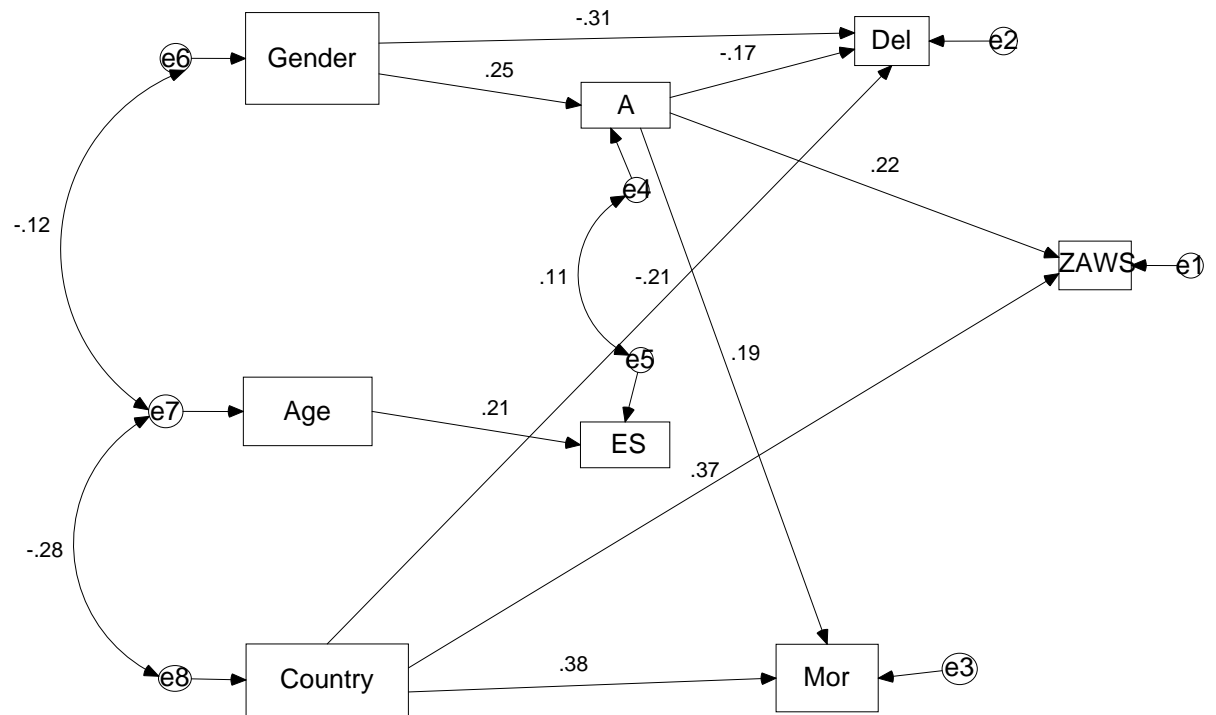 -.31
Del
e2
e6
Gender
-.17
.25
A
.22
e4
-.12
ZAWS
e1
.11
-.21
e5
.19
e7
Age
.21
ES
.37
-.28
.38
e8
Country
Mor
e3